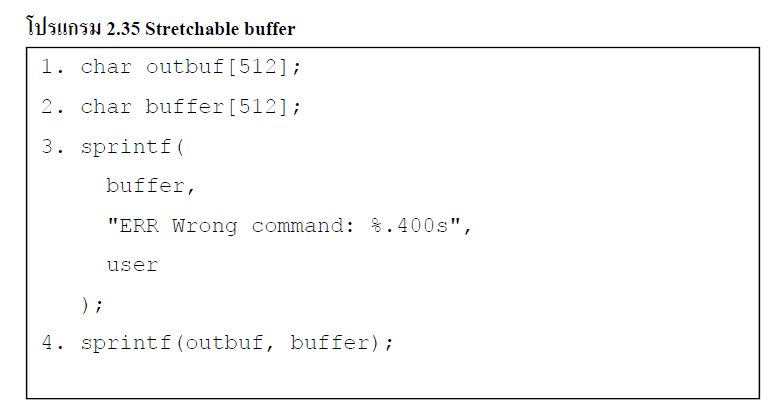 โปรแกรม 2.35 Stretchable buffer
1. char outbuf[512];
2. char buffer[512];
3. sprintf(
buffer,
"ERR Wrong command: %.400s",
user
);
4. sprintf(outbuf, buffer);